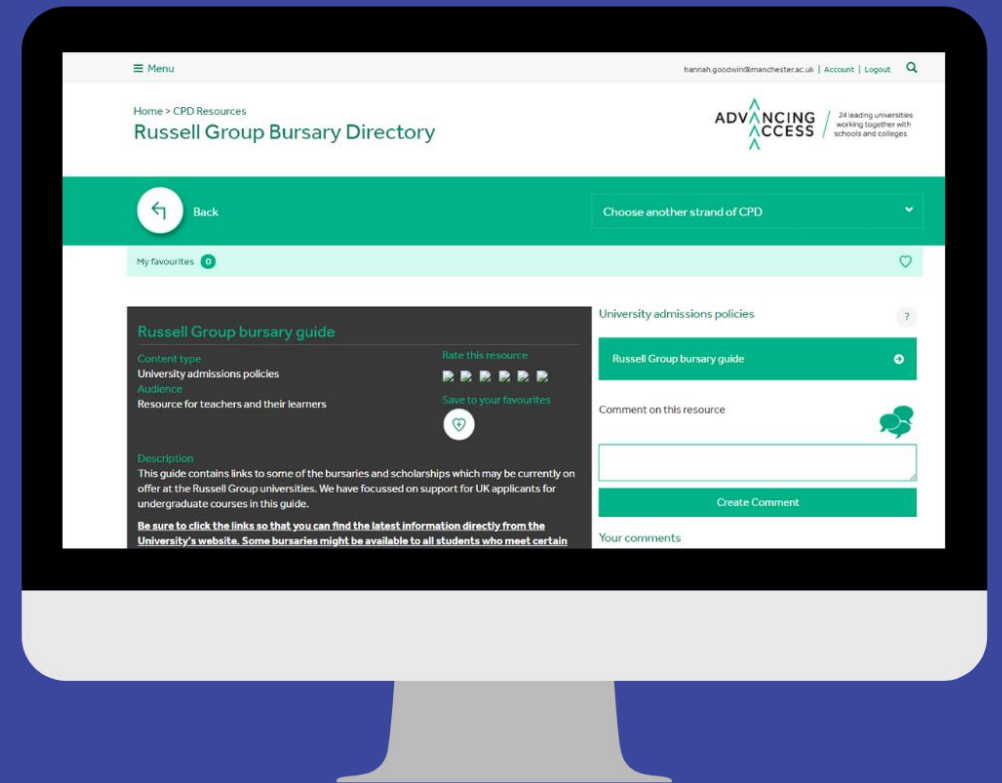 Menu
hannah.goodwin@manchester.ac.uk | Account | Logout
Home > CPD Resources
Russell Group Bursary Directory
ADVANCING
ACCESS
24 leading universities
working together with
schools and colleges
Back
Choose another strand of CPD
My favourites 0
Russell Group bursary guide
Content type
University admissions policies
Audience
Resource for teachers and their learners
Rate this resource
Save to your favourites
Description
This guide contains links to some of the bursaries and scholarships which may be currently on
offer at the Russell Group universities. We have focussed on support for UK applicants for
undergraduate courses in this guide.
Be sure to click the links so that you can find the latest information directly from the
University's website. Some bursaries might be available to all students who meet certain
University admissions policies
?
Russell Group bursary guide
Comment on this resource
Create Comment
Your comments